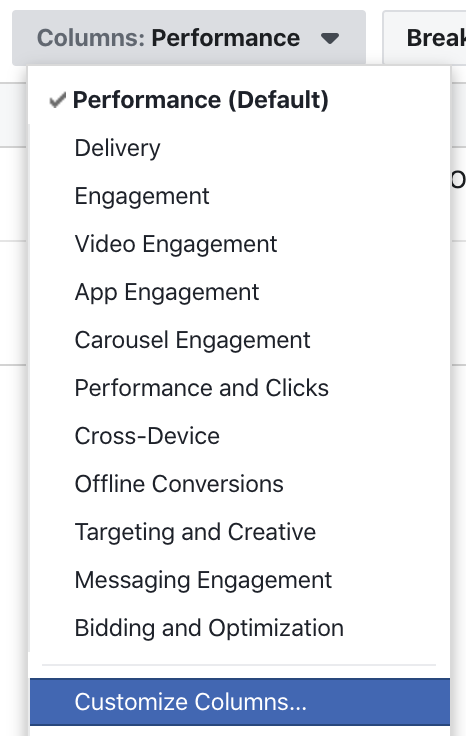 Columns: Performance
Break
Performance (Default)
Delivery
Engagement
Video Engagement
App Engagement
Carousel Engagement
Performance and Clicks
Cross-Device
Offline Conversions
Targeting and Creative
Messaging Engagement
Bidding and Optimization
Customize Columns...